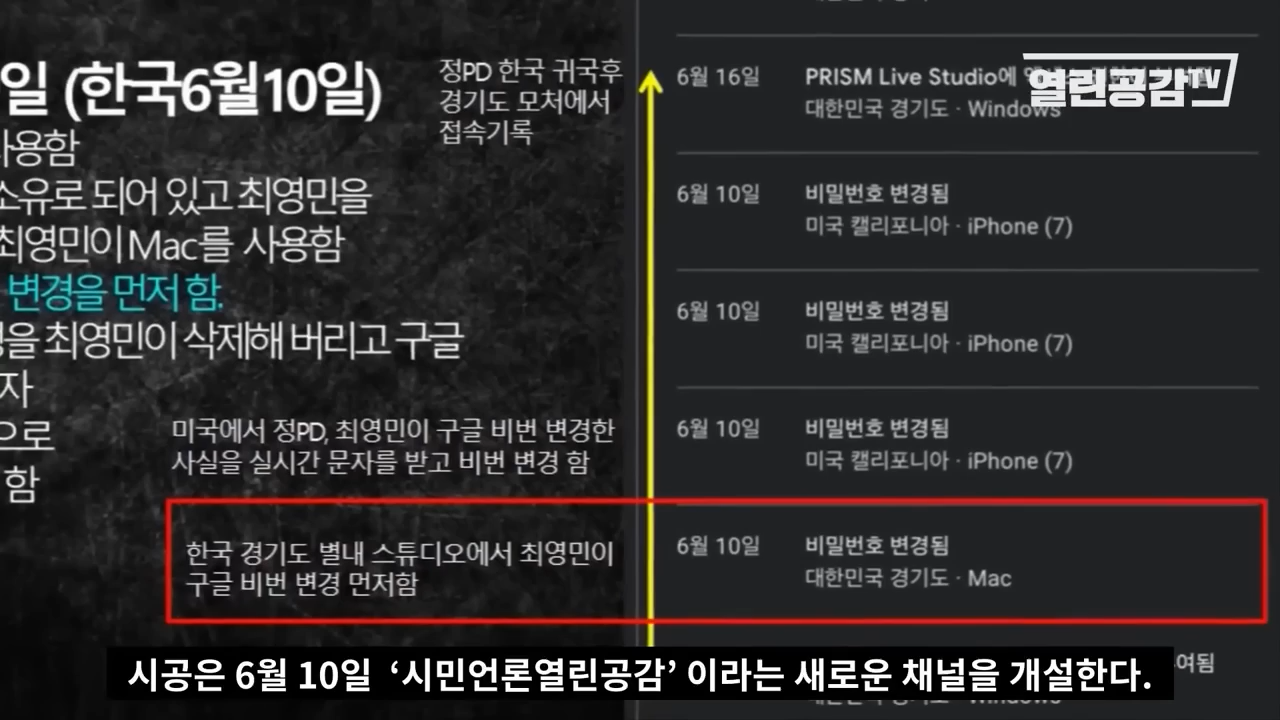 일 (한국6월10일)
사용함
소유로 되어 있고 최영민을
최영민이 Mac를 사용함
변경을 먼저 함.
을 최영민이 삭제해 버리고 구글
자
으로
함
정PD 한국 귀국후
경기도 모처에서
접속기록
미국에서 정PD, 최영민이 구글 비번 변경한
사실을 실시간 문자를 받고 비번 변경 함
한국 경기도 별내 스튜디오에서 최영민이
구글 비번 변경 먼저함
열린공감TV
6월 16일 PRISM Live Studio에
대한민국 경기도 · Windows
6월 10일 비밀번호 변경됨
미국 캘리포니아 · iPhone (7)
6월 10일 비밀번호 변경됨
미국 캘리포니아 · iPhone (7)
6월 10일 비밀번호 변경됨
미국 캘리포니아 · iPhone (7)
6월 10일 비밀번호 변경됨
대한민국 경기도 · Mac
여됨
시공은 6월 10일 ‘시민언론열린공감’ 이라는 새로운 채널을 개설한다.